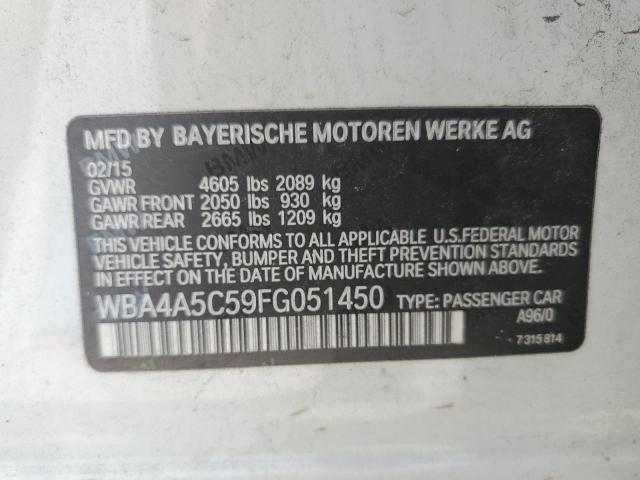 MFD BY BAYERISCHE MOTOREN WERKE AG
02/15
GVWR 4605 lbs 2089 kg
GAWR FRONT 2050 lbs 930 kg
GAWR REAR 2665 lbs 1209 kg
THIS VEHICLE CONFORMS TO ALL APPLICABLE U.S.FEDERAL MOTOR
VEHICLE SAFETY, BUMPER, AND THEFT PREVENTION STANDARDS
IN EFFECT ON THE DATE OF MANUFACTURE SHOWN ABOVE.
WBA4A5C59FG051450 TYPE: PASSENGER CAR
A96/0
7315814